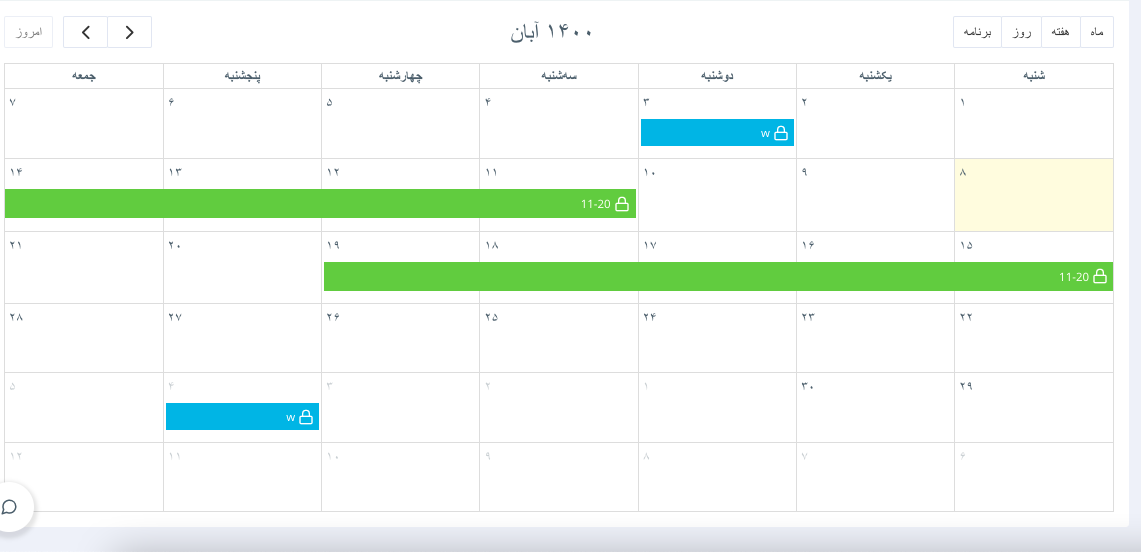 ماه هفته روز برنامه
۱۴۰۰ آبان
امروز
شنبه یکشنبه دوشنبه سه‌شنبه چهارشنبه پنجشنبه جمعه
۱ ۲ ۳ ۴ ۵ ۶ ۷
w
۸ ۹ ۱۰ ۱۱ ۱۲ ۱۳ ۱۴
11-20
۱۵ ۱۶ ۱۷ ۱۸ ۱۹ ۲۰ ۲۱
11-20
۲۲ ۲۳ ۲۴ ۲۵ ۲۶ ۲۷ ۲۸
۲۹ ۳۰ ۱ ۲ ۳ ۴ ۵
w
۶ ۷ ۸ ۹ ۱۰ ۱۱ ۱۲